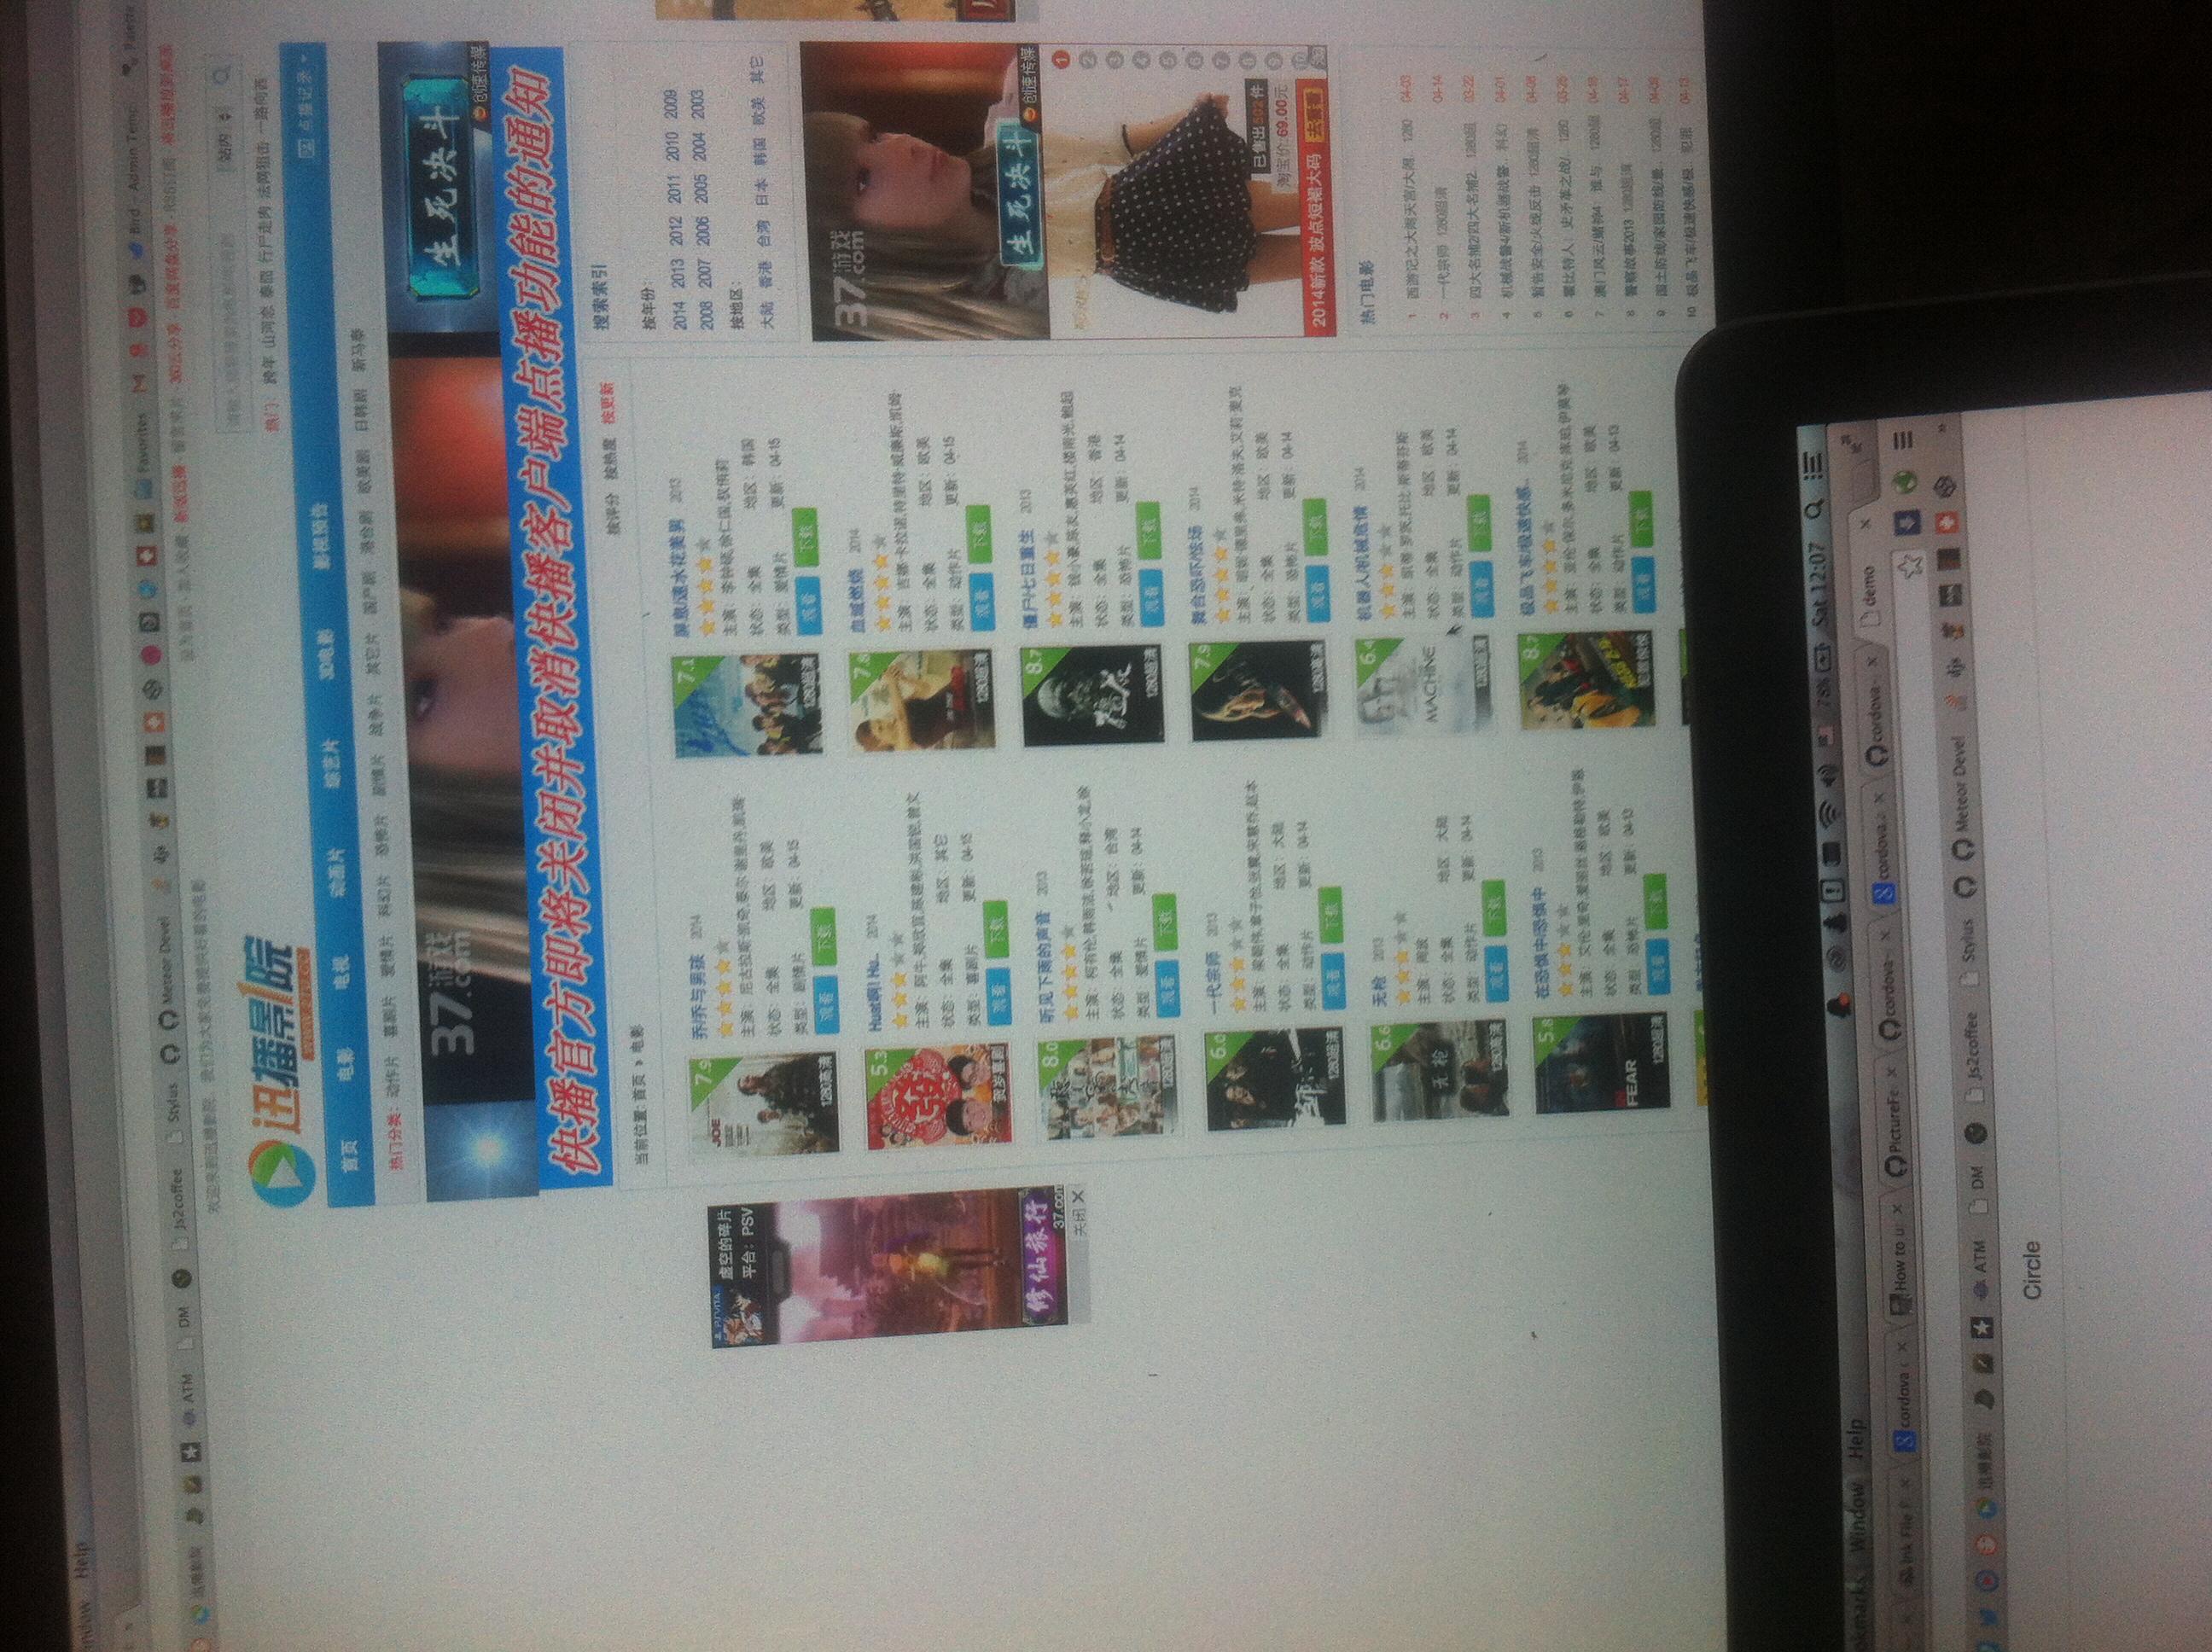 Window Help
迅播影院 ATM DM Js2coffee Stylus Meteor Devel djs Favorites Bird - Admin Temp
欢迎来到迅播影院，我们为大家免费提供好看的电影
设为首页 · 加入收藏 · 新版迅播 · 留言求片 · 360云分享 · 百度网盘分享 · RSS订阅 · 将迅播放到桌面
迅播影院
站内
热门： 跨年 山河恋 泰囧 行尸走肉 法网狙击 一路向西
首页 电影 电视 动画片 综艺片 3D电影 影视预告 点播记录
热门分类: 动作片 喜剧片 爱情片 科幻片 恐怖片 剧情片 战争片 其它片 国产剧 港台剧 欧美剧 日韩剧 新马泰
37游戏.com
生死决斗
创速传媒
快播官方即将关闭并取消快播客户端点播功能的通知
当前位置: 首页 » 电影
按评分 按热度 按更新
PSVITA
虚空的碎片
平台：PSV
修仙旅行
37.com
关闭 X
JOE
7.9
1280高清
乔/乔与男孩 2014
主演： 尼古拉斯·凯奇,泰尔·谢里丹,凯瑞·
状态：全集 地区：欧美
类型：剧情片 更新：04-15
观看 下载
7.1
1280超清
屏息/逐水花美男 2013
主演： 李钟硕,徐仁国,权侑莉
状态：全集 地区：韩国
类型：爱情片 更新：04-15
观看 下载
5.3
贺岁喜剧
Huat啊! Hu.. 2014
主演： 阿牛,郑欣宜,陈建彬,洪国锐,曾文
状态：全集 地区：其它
类型：喜剧片 更新：04-15
观看 下载
7.8
1280超清
血域燃烧 2014
主演： 吉娜·卡拉诺,特里特·威廉斯,凯姆·
状态：全集 地区：欧美
类型：动作片 更新：04-15
观看 下载
8.0
1280超清
听见下雨的声音 2013
主演： 柯有伦,韩雨洁,徐若瑄,释小龙,徐
状态：全集 地区：台湾
类型：爱情片 更新：04-14
观看 下载
8.7
1280超清
僵尸/七日重生 2013
主演： 钱小豪,陈友,惠英红,楼南光,鲍起
状态：全集 地区：香港
类型：恐怖片 更新：04-14
观看 下载
6.0
1280超清
一代宗师 2013
主演： 梁朝伟,章子怡,张震,宋慧乔,赵本
状态：全集 地区：大陆
类型：动作片 更新：04-14
观看 下载
7.9
1280高清
舞台恐吓/怯场 2014
主演： 明妮·德里弗,米特·洛夫,艾莉·麦克
状态：全集 地区：欧美
类型：恐怖片 更新：04-14
观看 下载
6.6
无枪
1280高清
无枪 2013
主演： 周波
状态：全集 地区：大陆
类型：动作片 更新：04-14
观看 下载
6.4
MACHINE
1280超清
机器人/机械危情 2014
主演： 凯蒂·罗茨,托比·斯蒂芬斯
状态：全集 地区：欧美
类型：动作片 更新：04-14
观看 下载
5.8
IN FEAR
1280超清
在恐惧中/恐惧中 2013
主演： 艾伦·里奇,爱丽丝·恩格勒特,伊恩
状态：全集 地区：欧美
类型：恐怖片 更新：04-13
观看 下载
8.7
犯罪惊悚
极品飞车/极速快感.. 2014
主演： 亚伦·保尔,多米尼克·库珀,伊莫琴
状态：全集 地区：欧美
类型：动作片 更新：04-13
观看 下载
搜索索引
按年份：
2014 2013 2012 2011 2010 2009
2008 2007 2006 2005 2004 2003
按地区：
大陆 香港 台湾 日本 韩国 欧美 其它
37游戏.com
生死决斗
创速传媒
1
2
3
4
5
6
7
8
9
10
已售出502件
淘宝价:69.00元
2014新款 波点短裙大码 去看看
热门电影
1 西游记之大闹天宫/大闹.. 1280 04-03
2 一代宗师 1280超清 04-14
3 四大名捕2/四大名捕2.. 1280超 03-22
4 机械战警4/新机器战警.. 科幻 04-01
5 警告安全/火线反击 1280超清 04-08
6 霍比特人：史矛革之战/.. 1280 03-26
7 澳门风云/赌神4：谁与.. 1280超 04-18
8 警察故事2013 1280超清 04-17
9 国土防线/家园防线/最.. 1280超 04-09
10 极品飞车/极速快感/极.. 犯罪 04-13
78% Sat 12:07
okmarks Window Help
Ink File P cordova c How to u PictureFe cordova- cordova a cordova- demo
迅播影院 ATM DM Js2coffee Stylus Meteor Devel djs
Circle